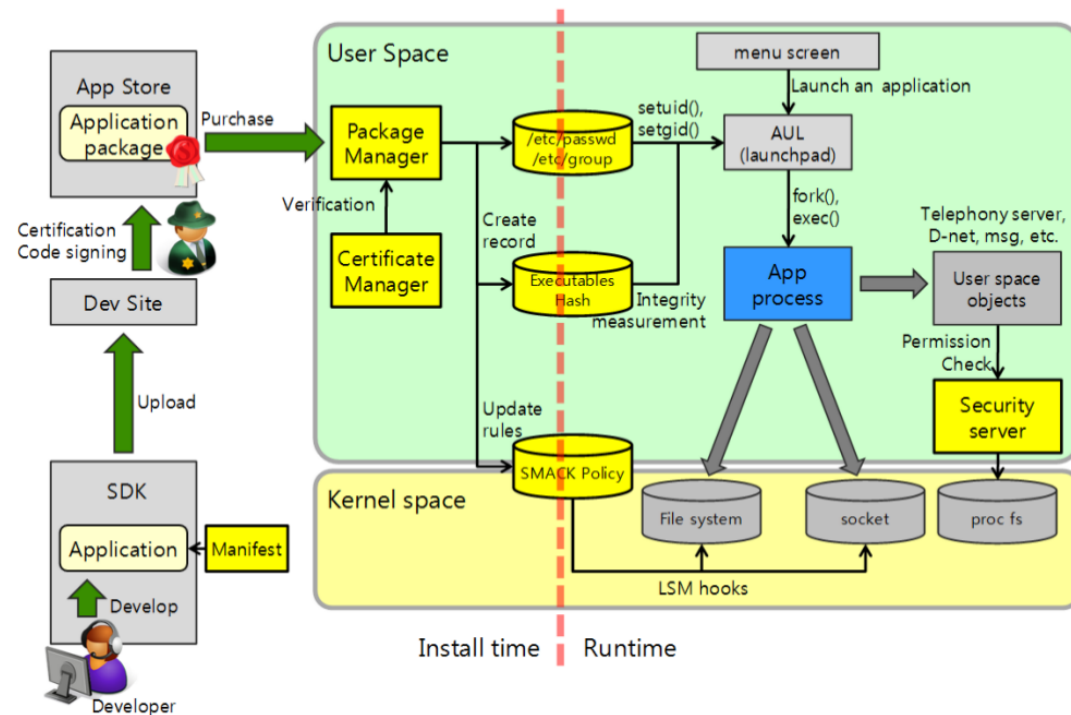 User Space
menu screen
App Store
Application
package
Purchase
Launch an application
setuid(),
setgid()
Package
Manager
/etc/passwd
/etc/group
AUL
(launchpad)
Verification
fork(),
exec()
Certification
Code signing
Create
record
Telephony server,
D-net, msg, etc.
Certificate
Manager
Executables
Hash
Integrity
measurement
App
process
User space
objects
Dev Site
Permission
Check
Upload
Update
rules
Security
server
SMACK Policy
SDK
Kernel space
File system
socket
proc fs
Application
Manifest
LSM hooks
Develop
Install time
Runtime
Developer